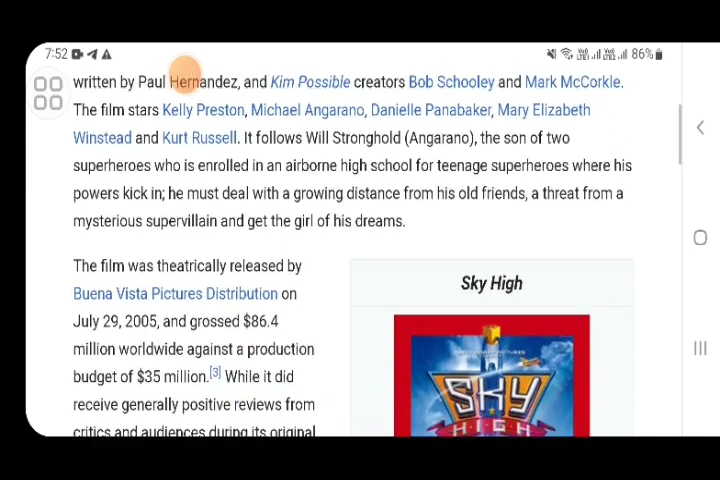 7:52
86%
written by Paul Hernandez, and Kim Possible creators Bob Schooley and Mark McCorkle.
The film stars Kelly Preston, Michael Angarano, Danielle Panabaker, Mary Elizabeth
Winstead and Kurt Russell. It follows Will Stronghold (Angarano), the son of two
superheroes who is enrolled in an airborne high school for teenage superheroes where his
powers kick in; he must deal with a growing distance from his old friends, a threat from a
mysterious supervillain and get the girl of his dreams.
The film was theatrically released by
Buena Vista Pictures Distribution on
July 29, 2005, and grossed $86.4
million worldwide against a production
budget of $35 million.[3] While it did
receive generally positive reviews from
critics and audiences during its original
Sky High
SKY
HIGH